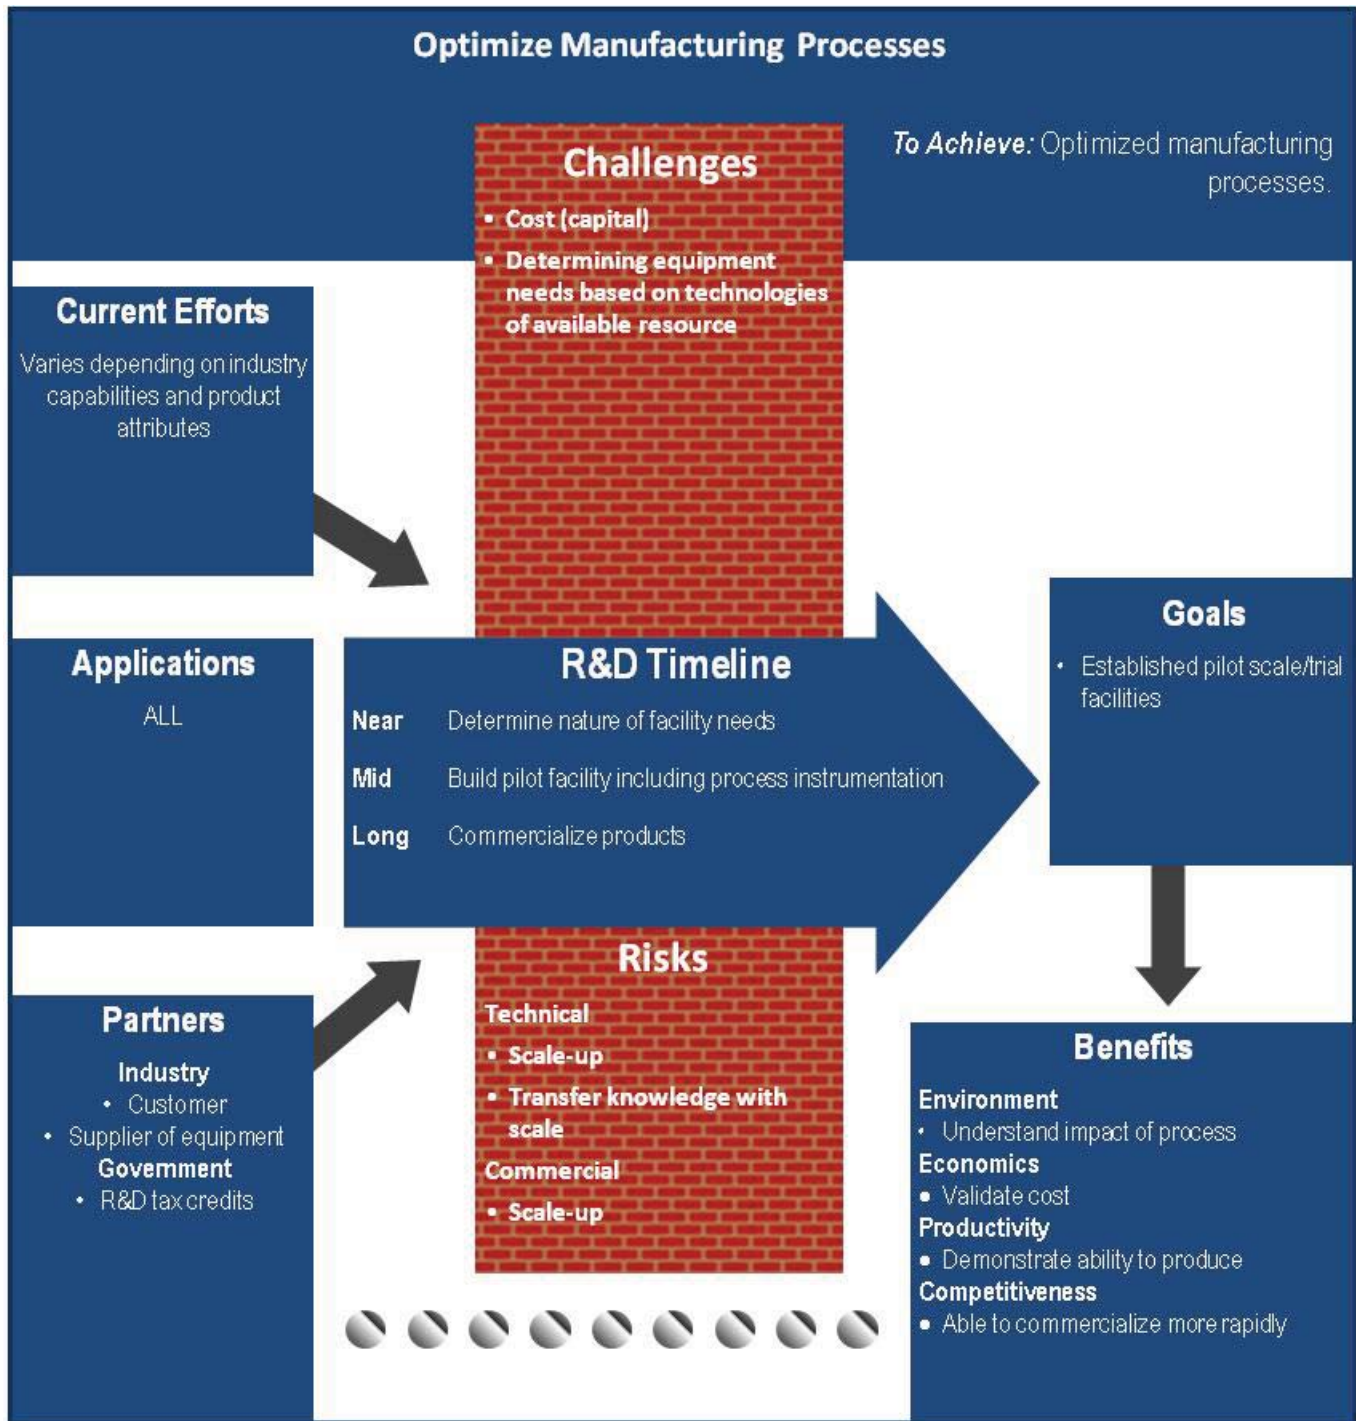 Optimize Manufacturing Processes
To Achieve: Optimized manufacturing
processes.
Challenges
• Cost (capital)
• Determining equipment
needs based on technologies
of available resource
Current Efforts
Varies depending on industry
capabilities and product
attributes
Applications
ALL
R&D Timeline
Near Determine nature of facility needs
Mid Build pilot facility including process instrumentation
Long Commercialize products
Goals
• Established pilot scale/trial
facilities
Partners
Industry
• Customer
• Supplier of equipment
Government
• R&D tax credits
Risks
Technical
• Scale-up
• Transfer knowledge with
scale
Commercial
• Scale-up
Benefits
Environment
• Understand impact of process
Economics
• Validate cost
Productivity
• Demonstrate ability to produce
Competitiveness
• Able to commercialize more rapidly